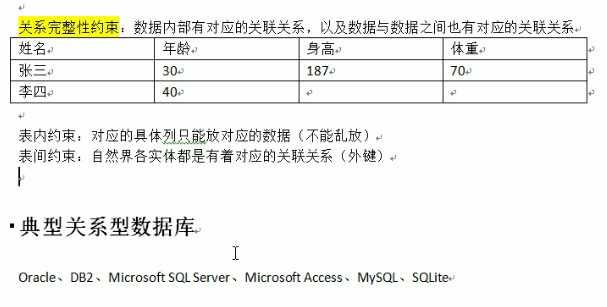 关系完整性约束：数据内部有对应的关联关系，以及数据与数据之间也有对应的关联关系
姓名 年龄 身高 体重
张三 30 187 70
李四 40
表内约束：对应的具体列只能放对应的数据（不能乱放）
表间约束：自然界各实体都是有着对应的关联关系（外键）
典型关系型数据库
Oracle、DB2、Microsoft SQL Server、Microsoft Access、MySQL、SQLite